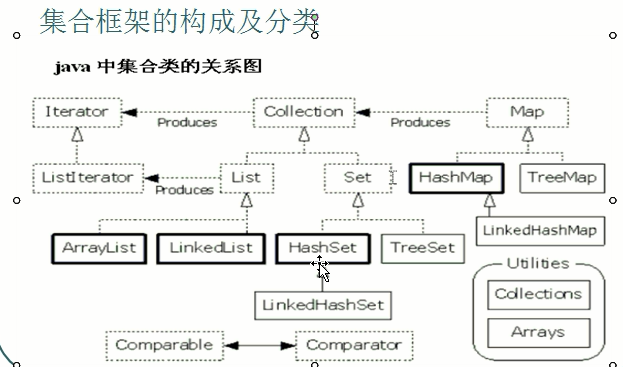 集合框架的构成及分类
java 中集合类的关系图
Iterator
Produces
Collection
Produces
Map
ListIterator
Produces
List
Set
HashMap
TreeMap
ArrayList
LinkedList
HashSet
TreeSet
LinkedHashMap
LinkedHashSet
Utilities
Collections
Arrays
Comparable
Comparator